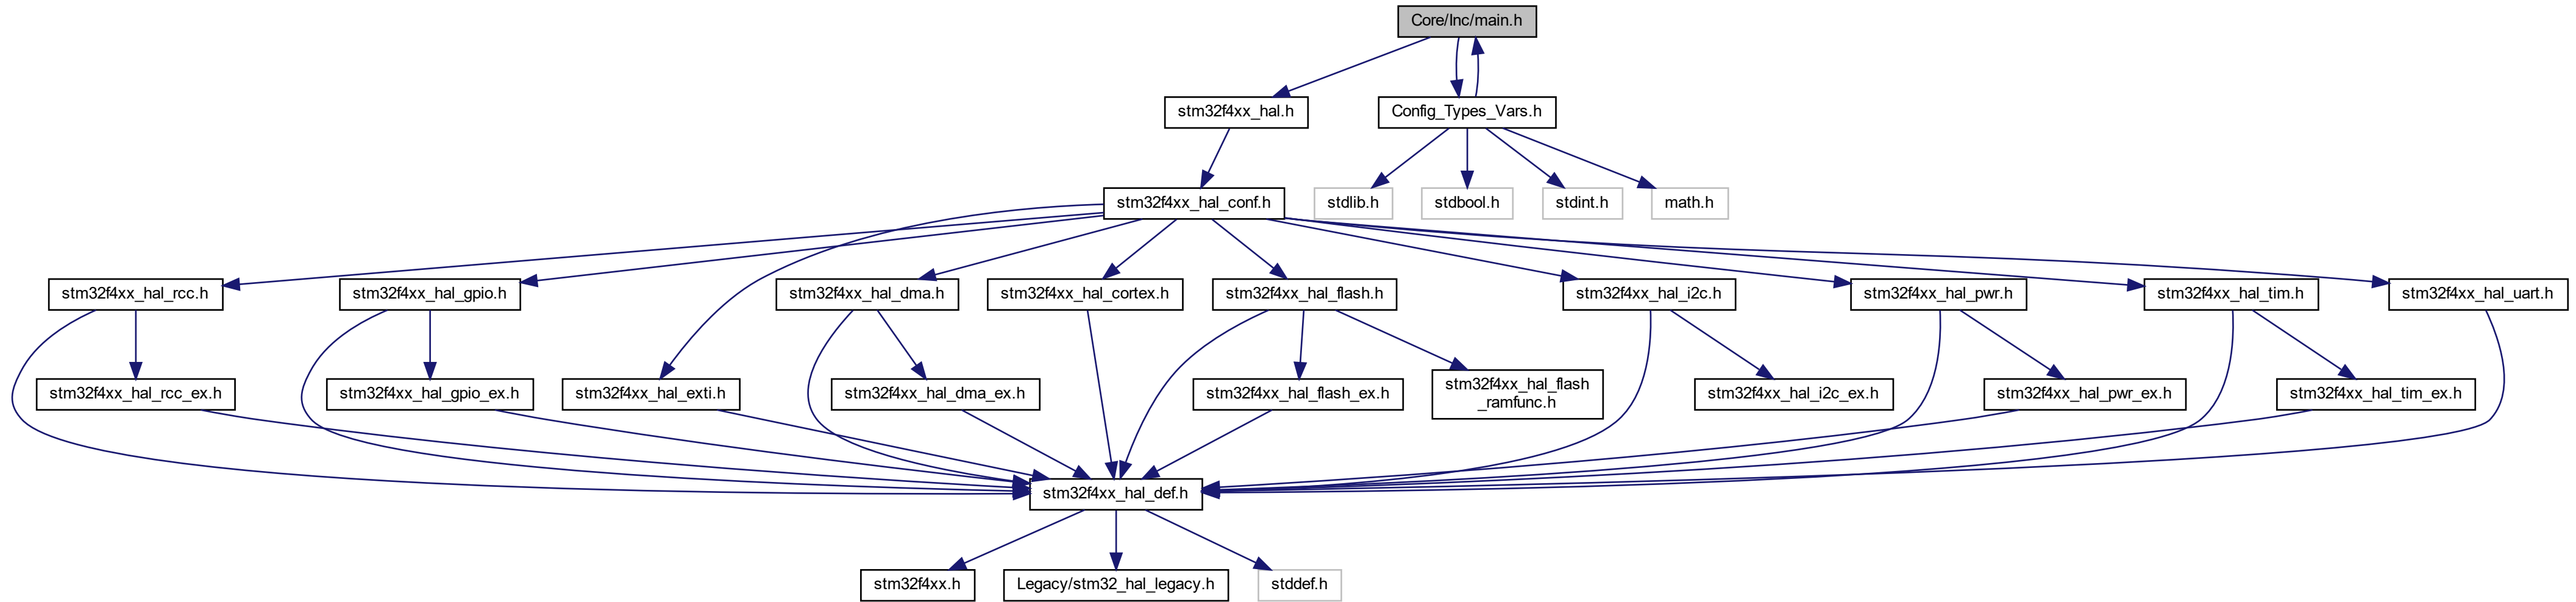 Core/Inc/main.h
stm32f4xx_hal.h
Config_Types_Vars.h
stm32f4xx_hal_conf.h
stdlib.h
stdbool.h
stdint.h
math.h
stm32f4xx_hal_rcc.h
stm32f4xx_hal_gpio.h
stm32f4xx_hal_dma.h
stm32f4xx_hal_cortex.h
stm32f4xx_hal_flash.h
stm32f4xx_hal_i2c.h
stm32f4xx_hal_pwr.h
stm32f4xx_hal_tim.h
stm32f4xx_hal_uart.h
stm32f4xx_hal_rcc_ex.h
stm32f4xx_hal_gpio_ex.h
stm32f4xx_hal_exti.h
stm32f4xx_hal_dma_ex.h
stm32f4xx_hal_flash_ex.h
stm32f4xx_hal_flash
_ramfunc.h
stm32f4xx_hal_i2c_ex.h
stm32f4xx_hal_pwr_ex.h
stm32f4xx_hal_tim_ex.h
stm32f4xx_hal_def.h
stm32f4xx.h
Legacy/stm32_hal_legacy.h
stddef.h